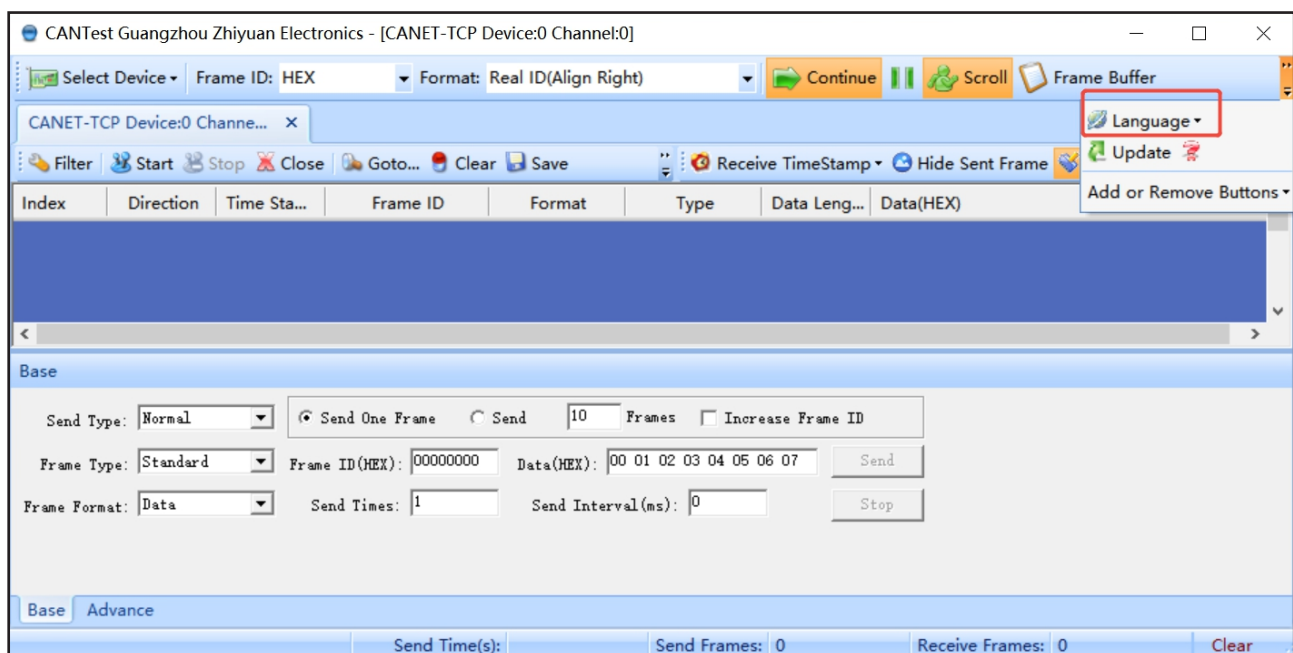 CANTest Guangzhou Zhiyuan Electronics - [CANET-TCP Device:0 Channel:0]
Select Device Frame ID: HEX Format: Real ID(Align Right) Continue Scroll Frame Buffer
CANET-TCP Device:0 Channe... Language
Update
Filter Start Stop Close Goto... Clear Save Receive TimeStamp Hide Sent Frame
Add or Remove Buttons
Index Direction Time Sta... Frame ID Format Type Data Leng... Data(HEX)
Base
Send Type: Normal Send One Frame Send 10 Frames Increase Frame ID
Frame Type: Standard Frame ID(HEX): 00000000 Data(HEX): 00 01 02 03 04 05 06 07 Send
Frame Format: Data Send Times: 1 Send Interval(ms): 0 Stop
Base Advance
Send Time(s): Send Frames: 0 Receive Frames: 0 Clear